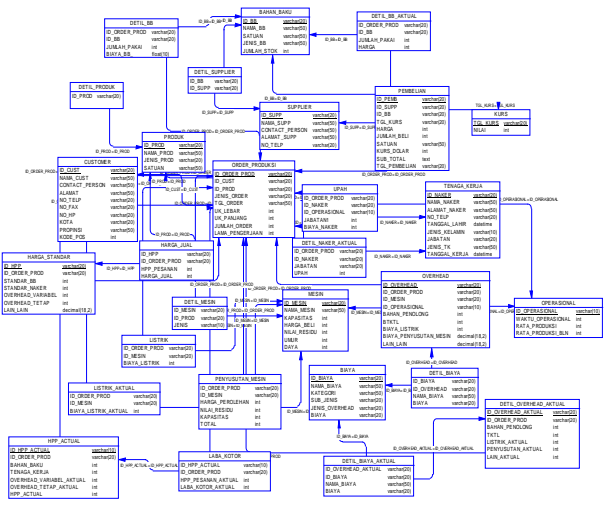 DETIL_BB
ID_ORDER_PROD varchar(20)
ID_BB varchar(20)
JUMLAH_PAKAI int
BIAYA_BB_ float(10)
BAHAN_BAKU
ID_BB varchar(20)
NAMA_BB varchar(50)
SATUAN varchar(50)
JENIS_BB varchar(50)
JUMLAH_STOK int
DETIL_BB_AKTUAL
ID_ORDER_PROD varchar(20)
ID_BB varchar(20)
JUMLAH_PAKAI int
HARGA int
DETIL_SUPPLIER
ID_BB varchar(20)
ID_SUPP varchar(20)
DETIL_PRODUK
ID_PROD varchar(20)
PEMBELIAN
ID_PEMB varchar(20)
ID_SUPP varchar(20)
ID_BB varchar(20)
TGL_KURS varchar(20)
HARGA int
JUMLAH_BELI int
SATUAN varchar(50)
KURS_DOLAR int
SUB_TOTAL text
TGL_PEMBELIAN varchar(20)
KURS
TGL_KURS varchar(20)
NILAI int
SUPPLIER
ID_SUPP varchar(20)
NAMA_SUPP varchar(50)
CONTACT_PERSON varchar(50)
ALAMAT_SUPP varchar(50)
NO_TELP varchar(20)
PRODUK
ID_PROD varchar(20)
NAMA_PROD varchar(50)
JENIS_PROD varchar(20)
SATUAN varchar(50)
CUSTOMER
ID_CUST varchar(20)
NAMA_CUST varchar(50)
CONTACT_PERSON varchar(50)
ALAMAT varchar(50)
NO_TELP varchar(20)
NO_FAX varchar(20)
NO_HP varchar(20)
KOTA varchar(20)
PROPINSI varchar(50)
KODE_POS int
ORDER_PRODUKSI
ID_ORDER_PROD varchar(20)
ID_CUST varchar(20)
ID_PROD varchar(20)
JENIS_ORDER varchar(20)
TGL_ORDER varchar(50)
UK_LEBAR int
UK_PANJANG int
JUMLAH_ORDER int
LAMA_PENGERJAAN int
UPAH
ID_ORDER_PROD varchar(20)
ID_NAKER varchar(20)
ID_OPERASIONAL varchar(10)
JABATAN int
BIAYA_NAKER int
TENAGA_KERJA
ID_NAKER varchar(20)
NAMA_NAKER varchar(50)
ALAMAT_NAKER varchar(50)
NO_TELP varchar(20)
TANGGAL_LAHIR datetime
JENIS_KELAMIN varchar(10)
JABATAN varchar(20)
JENIS_TK varchar(50)
TANGGAL_KERJA datetime
DETIL_NAKER_AKTUAL
ID_ORDER_PROD varchar(20)
ID_NAKER varchar(20)
JABATAN varchar(20)
UPAH int
HARGA_JUAL
ID_HPP varchar(20)
ID_ORDER_PROD varchar(20)
HPP_PESANAN int
HARGA_JUAL int
HARGA_STANDAR
ID_HPP varchar(20)
ID_ORDER_PROD varchar(20)
STANDAR_BB int
STANDAR_NAKER int
OVERHEAD_VARIABEL int
OVERHEAD_TETAP int
LAIN_LAIN decimal(18,2)
DETIL_MESIN
ID_MESIN varchar(20)
ID_PROD varchar(20)
JENIS varchar(10)
MESIN
ID_MESIN varchar(20)
NAMA_MESIN varchar(50)
KAPASITAS int
HARGA_BELI int
NILAI_RESIDU int
UMUR int
DAYA int
OVERHEAD
ID_OVERHEAD varchar(20)
ID_ORDER_PROD varchar(20)
ID_MESIN varchar(20)
ID_OPERASIONAL varchar(10)
BAHAN_PENOLONG int
BTKTL int
BIAYA_LISTRIK int
BIAYA_PENYUSUTAN_MESIN decimal(18,2)
LAIN_LAIN decimal(18,2)
OPERASIONAL
ID_OPERASIONAL varchar(10)
WAKTU_OPERASIONAL int
RATA_PRODUKSI int
RATA_PRODUKSI_BLN int
LISTRIK
ID_ORDER_PROD varchar(20)
ID_MESIN varchar(20)
BIAYA_LISTRIK int
LISTRIK_AKTUAL
ID_ORDER_PROD varchar(20)
ID_MESIN varchar(20)
BIAYA_LISTRIK_AKTUAL int
PENYUSUTAN_MESIN
ID_ORDER_PROD varchar(20)
ID_MESIN varchar(20)
HARGA_PEROLEHAN int
NILAI_RESIDU int
KAPASITAS int
TOTAL int
BIAYA
ID_BIAYA varchar(20)
NAMA_BIAYA varchar(50)
KATEGORI varchar(20)
SUB_JENIS varchar(20)
JENIS_OVERHEAD varchar(20)
BIAYA int
DETIL_BIAYA
ID_BIAYA varchar(20)
ID_OVERHEAD varchar(20)
NAMA_BIAYA varchar(50)
BIAYA varchar(20)
DETIL_OVERHEAD_AKTUAL
ID_OVERHEAD_AKTUAL varchar(20)
ID_ORDER_PROD varchar(20)
BAHAN_PENOLONG int
TKTL int
LISTRIK_AKTUAL int
PENYUSUTAN_AKTUAL int
LAIN_AKTUAL int
HPP_ACTUAL
ID_HPP_ACTUAL varchar(10)
ID_ORDER_PROD varchar(20)
BAHAN_BAKU int
TENAGA_KERJA int
OVERHEAD_VARIABEL_AKTUAL int
OVERHEAD_TETAP_AKTUAL int
HPP_ACTUAL int
LABA_KOTOR
ID_HPP_ACTUAL varchar(10)
ID_ORDER_PROD varchar(20)
HPP_PESANAN_AKTUAL int
LABA_KOTOR_AKTUAL int
DETIL_BIAYA_AKTUAL
ID_OVERHEAD_AKTUAL varchar(20)
ID_BIAYA varchar(20)
NAMA_BIAYA varchar(50)
BIAYA varchar(20)